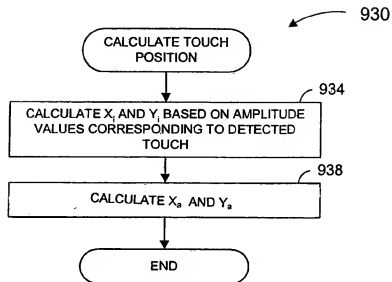 930
CALCULATE TOUCH
POSITION
934
CALCULATE Xi AND Yi BASED ON AMPLITUDE
VALUES CORRESPONDING TO DETECTED
TOUCH
938
CALCULATE Xa AND Ya
END